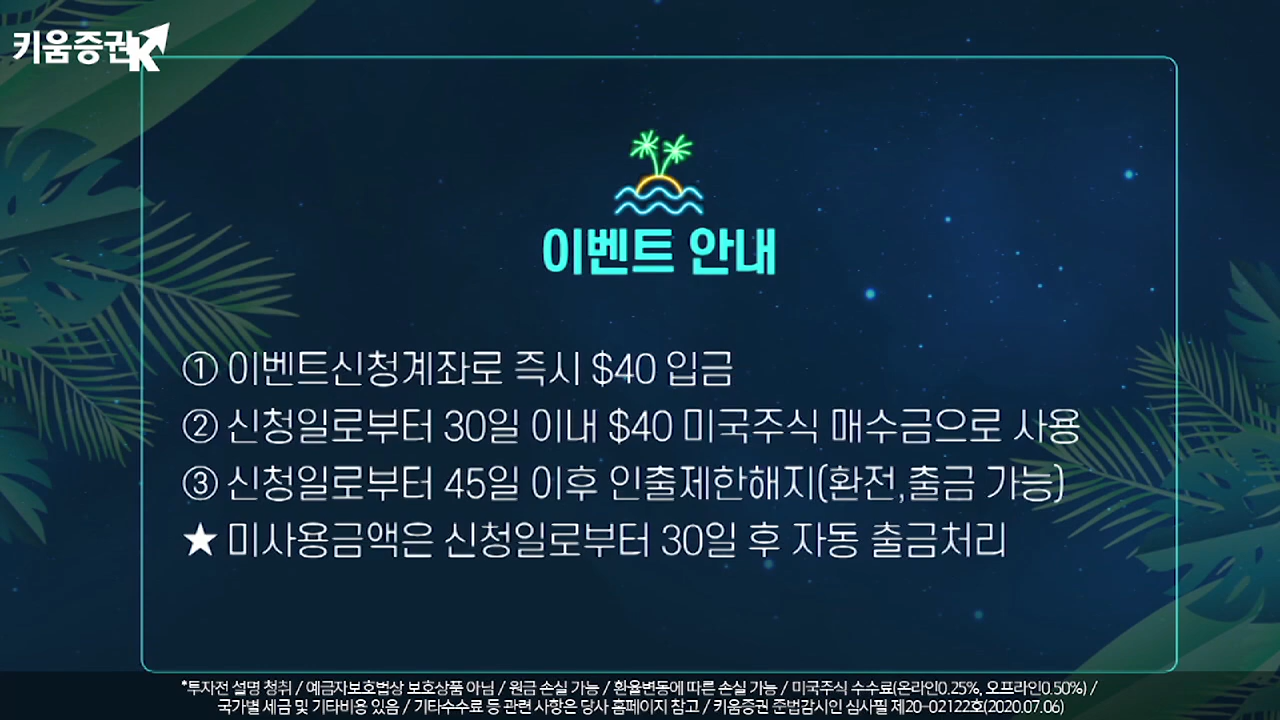 키움증권
이벤트 안내
① 이벤트신청계좌로 즉시 $40 입금
② 신청일로부터 30일 이내 $40 미국주식 매수금으로 사용
③ 신청일로부터 45일 이후 인출제한해지(환전,출금 가능)
★ 미사용금액은 신청일로부터 30일 후 자동 출금처리
*투자전 설명 청취 / 예금자보호법상 보호상품 아님 / 원금 손실 가능 / 환율변동에 따른 손실 가능 / 미국주식 수수료(온라인0.25%, 오프라인0.50%) /
국가별 세금 및 기타비용 있음 / 기타수수료 등 관련 사항은 당사 홈페이지 참고 / 키움증권 준법감시인 심사필 제20-02122호(2020.07.06)